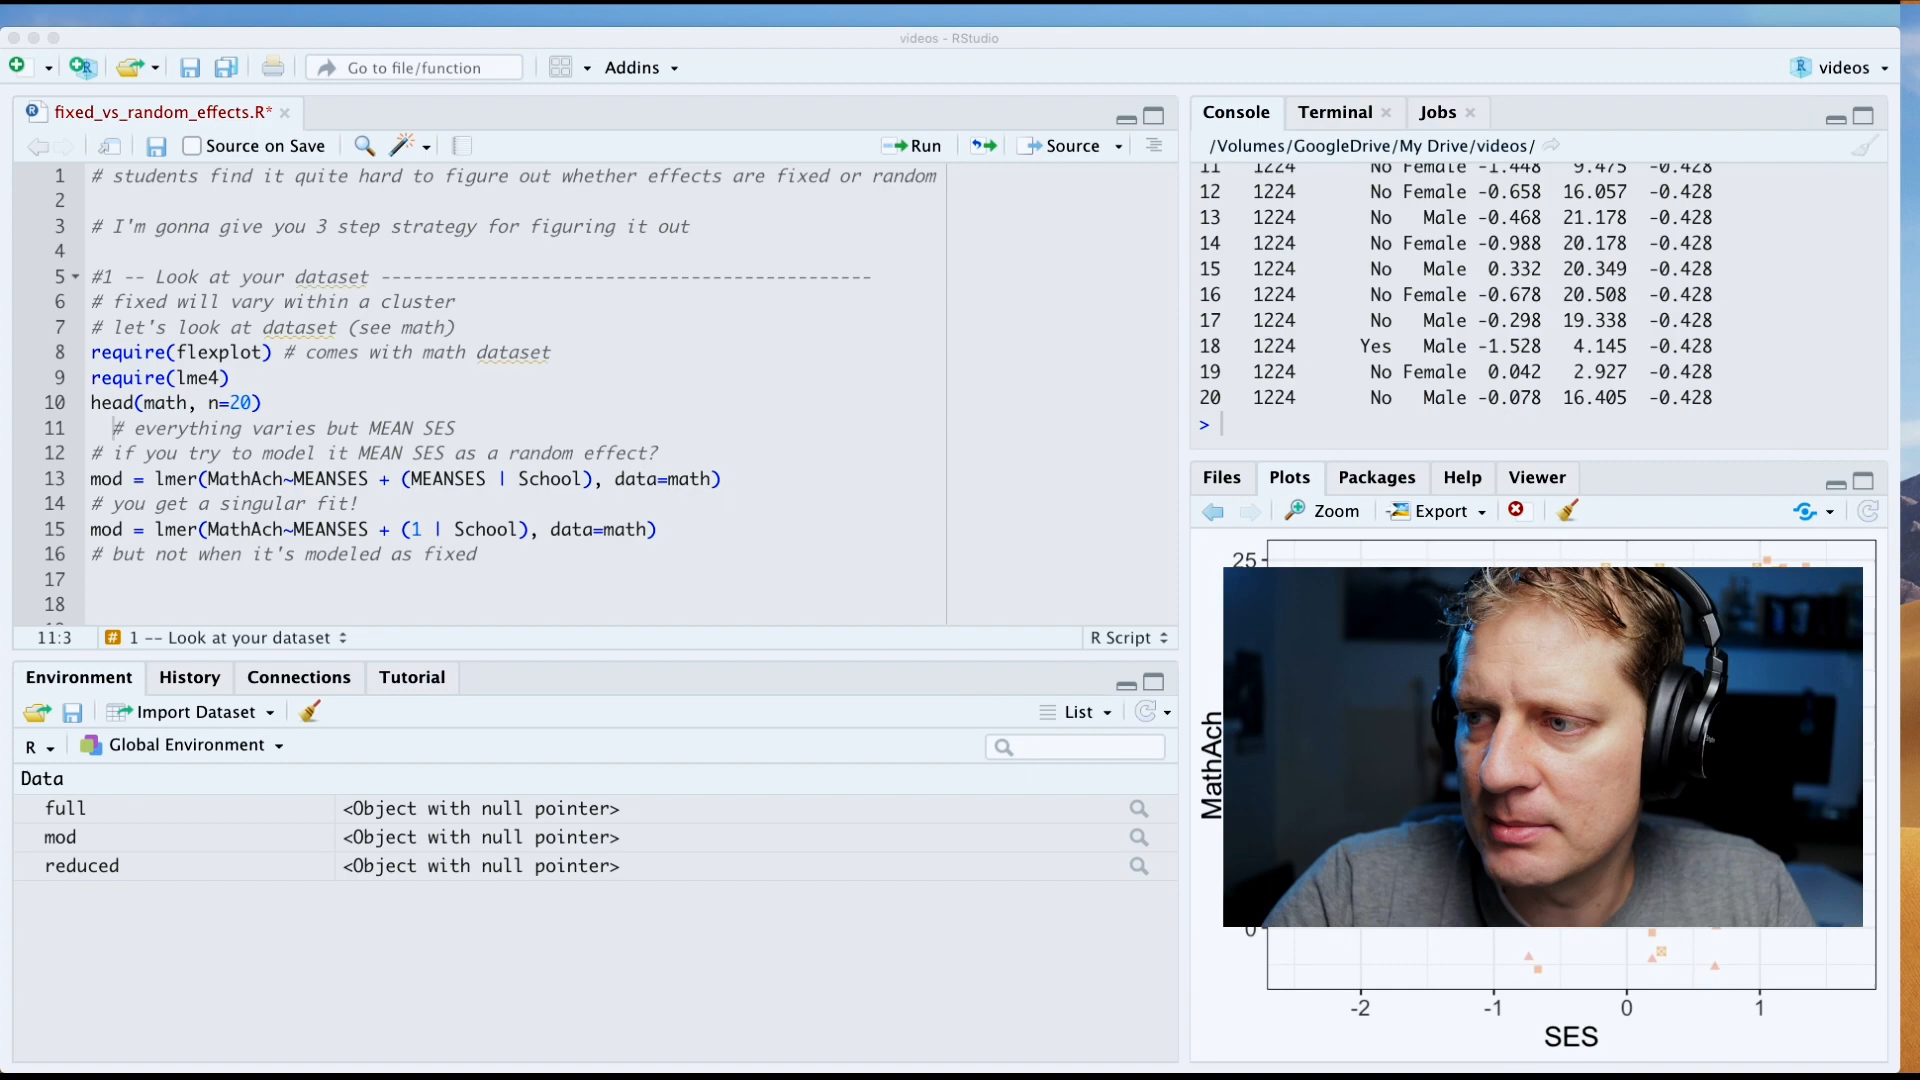 videos - RStudio
Go to file/function
Addins
videos
fixed_vs_random_effects.R*
Source on Save
Run
Source
1 # students find it quite hard to figure out whether effects are fixed or random
2
3 # I'm gonna give you 3 step strategy for figuring it out
4
5 #1 -- Look at your dataset ----------------------------------------------
6 # fixed will vary within a cluster
7 # let's look at dataset (see math)
8 require(flexplot) # comes with math dataset
9 require(lme4)
10 head(math, n=20)
11 # everything varies but MEAN SES
12 # if you try to model it MEAN SES as a random effect?
13 mod = lmer(MathAch~MEANSES + (MEANSES | School), data=math)
14 # you get a singular fit!
15 mod = lmer(MathAch~MEANSES + (1 | School), data=math)
16 # but not when it's modeled as fixed
17
18
11:3
# 1 -- Look at your dataset
R Script
Environment History Connections Tutorial
Import Dataset
List
R
Global Environment
Data
full <Object with null pointer>
mod <Object with null pointer>
reduced <Object with null pointer>
Console Terminal Jobs
/Volumes/GoogleDrive/My Drive/videos/
11 1224 No Female -1.448 9.475 -0.428
12 1224 No Female -0.658 16.057 -0.428
13 1224 No Male -0.468 21.178 -0.428
14 1224 No Female -0.988 20.178 -0.428
15 1224 No Male 0.332 20.349 -0.428
16 1224 No Female -0.678 20.508 -0.428
17 1224 No Male -0.298 19.338 -0.428
18 1224 Yes Male -1.528 4.145 -0.428
19 1224 No Female 0.042 2.927 -0.428
20 1224 No Male -0.078 16.405 -0.428
>
Files Plots Packages Help Viewer
Zoom
Export
25
MathAch
0
-2 -1 0 1
SES